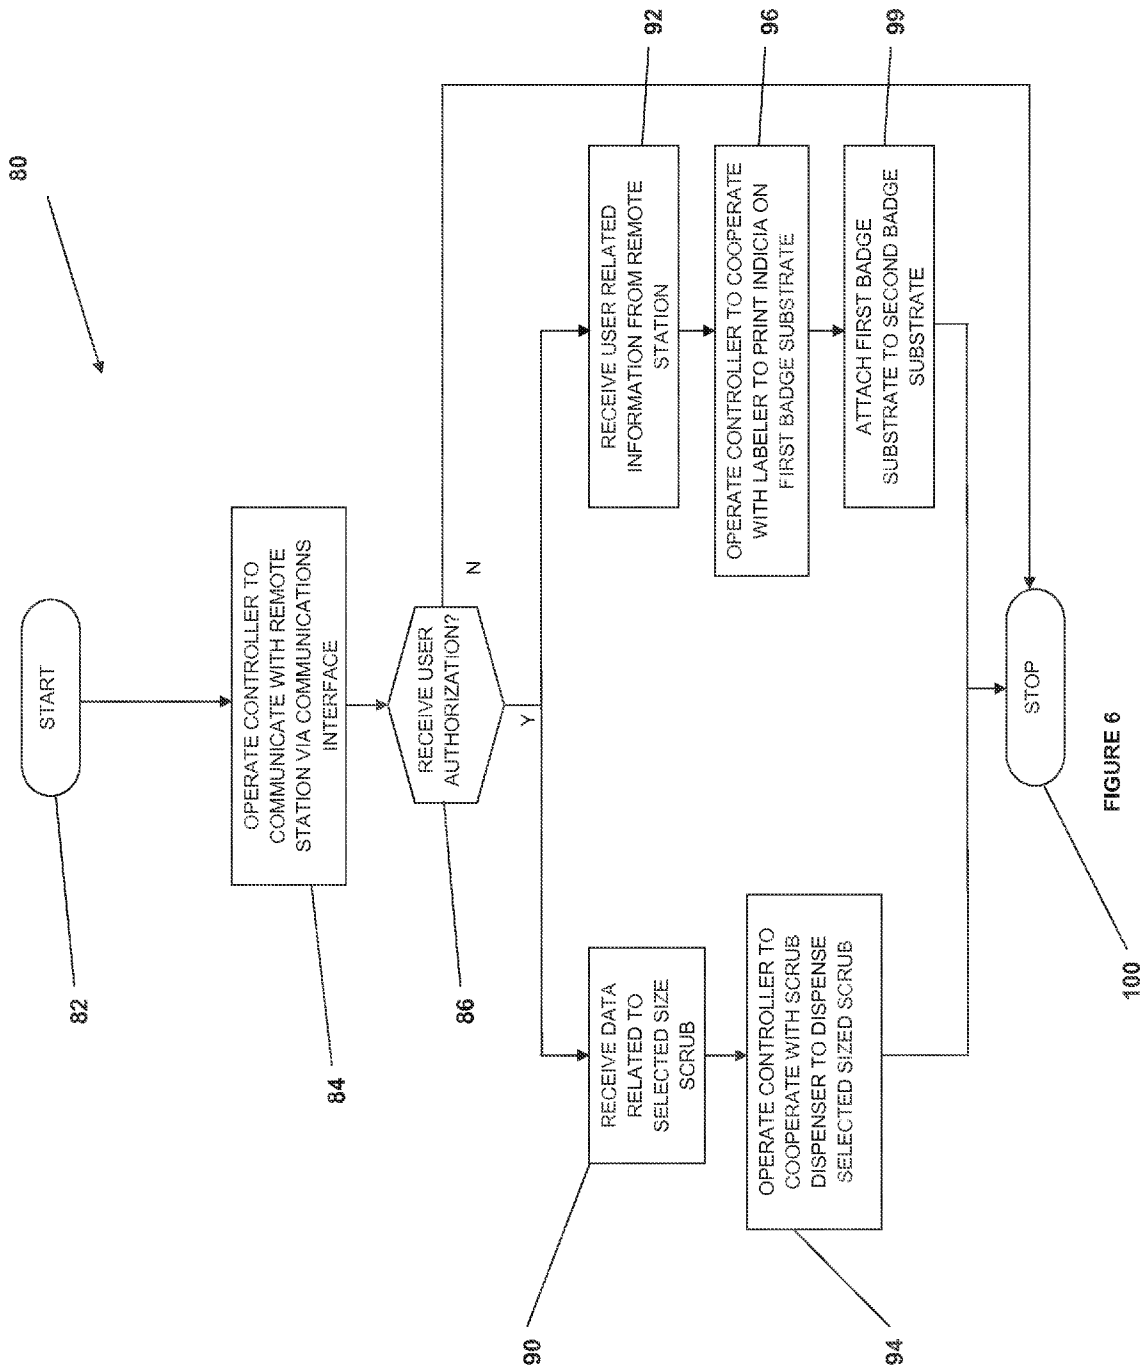 80
START
82
OPERATE CONTROLLER TO
COMMUNICATE WITH REMOTE
STATION VIA COMMUNICATIONS
INTERFACE
84
RECEIVE USER
AUTHORIZATION?
86
N
Y
RECEIVE DATA
RELATED TO
SELECTED SIZE
SCRUB
90
OPERATE CONTROLLER TO
COOPERATE WITH SCRUB
DISPENSER TO DISPENSE
SELECTED SIZED SCRUB
94
RECEIVE USER RELATED
INFORMATION FROM REMOTE
STATION
92
OPERATE CONTROLLER TO COOPERATE
WITH LABELER TO PRINT INDICIA ON
FIRST BADGE SUBSTRATE
96
ATTACH FIRST BADGE
SUBSTRATE TO SECOND BADGE
SUBSTRATE
99
STOP
100
FIGURE 6